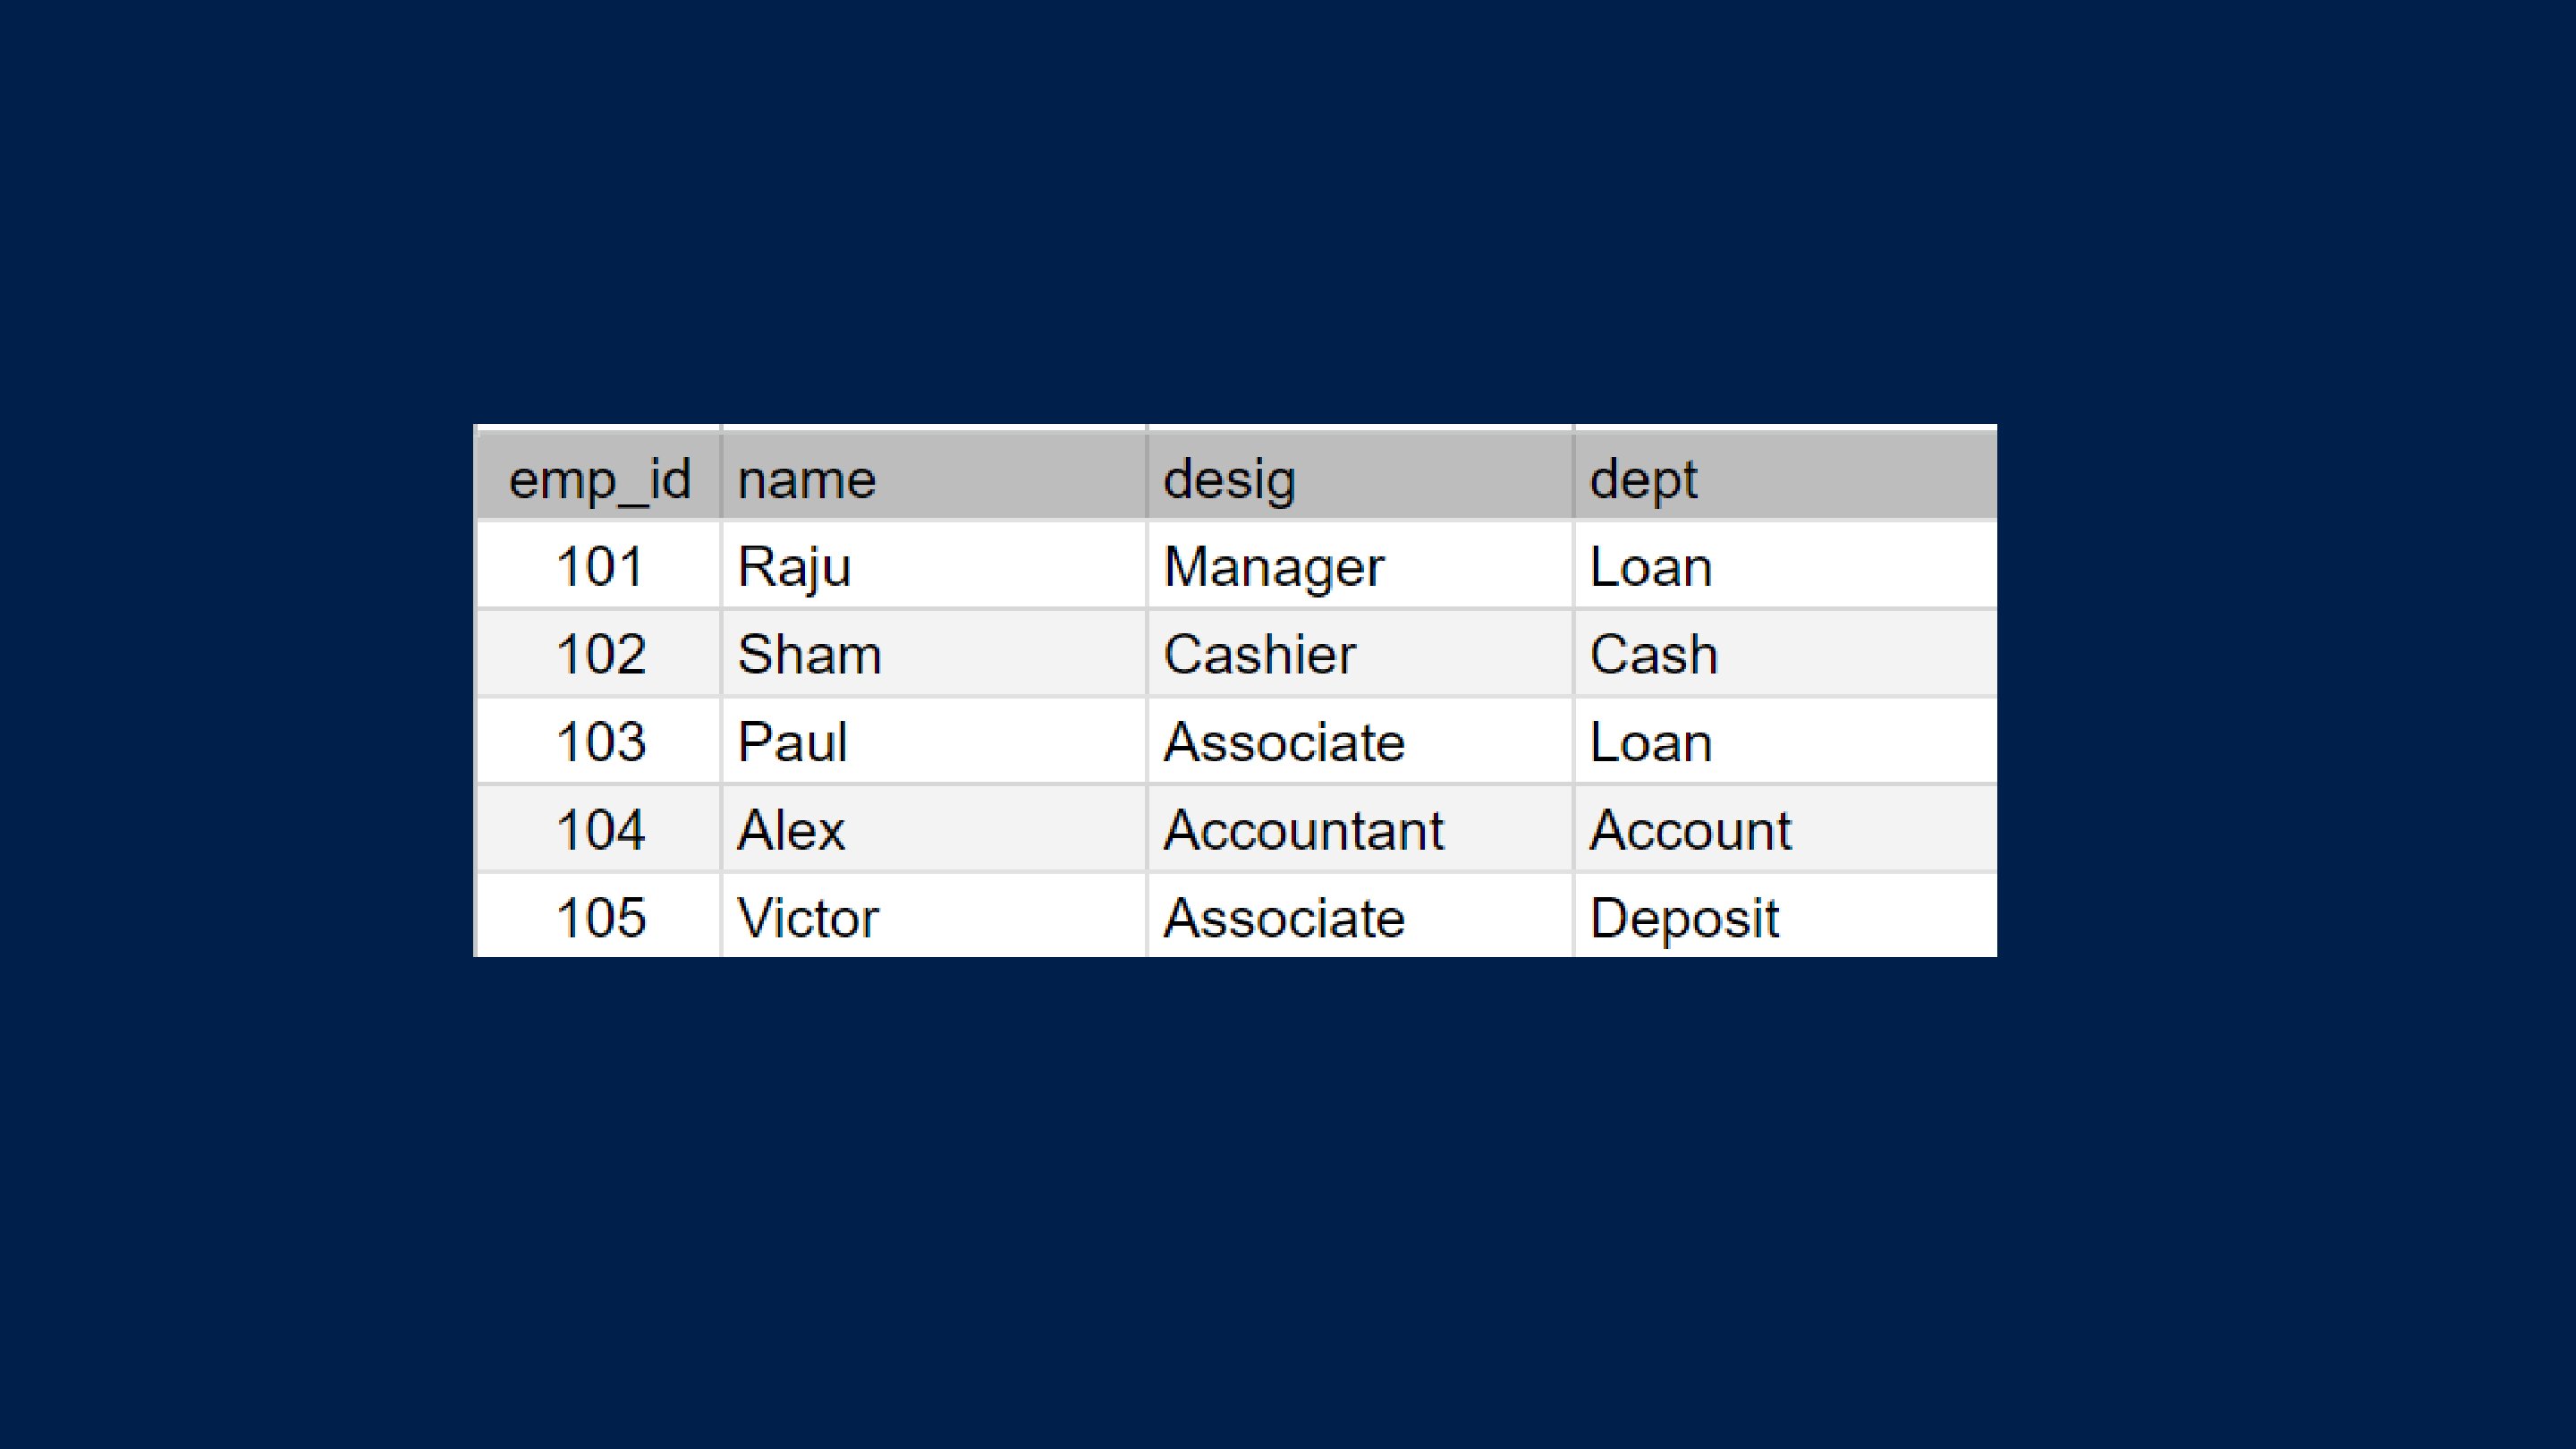 emp_id name desig dept
101 Raju Manager Loan
102 Sham Cashier Cash
103 Paul Associate Loan
104 Alex Accountant Account
105 Victor Associate Deposit